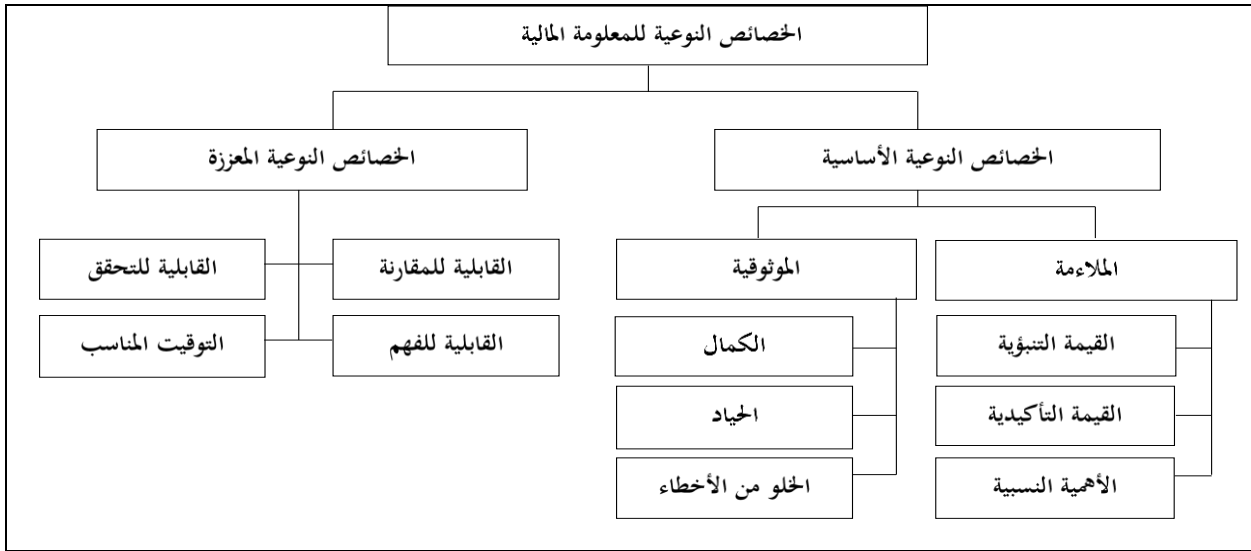 الخصائص النوعية للمعلومة المالية
الخصائص النوعية الأساسية
الخصائص النوعية المعززة
الملاءمة
الموثوقية
القابلية للمقارنة
القابلية للتحقق
القيمة التنبؤية
الكمال
القابلية للفهم
التوقيت المناسب
القيمة التأكيدية
الحياد
الأهمية النسبية
الخلو من الأخطاء